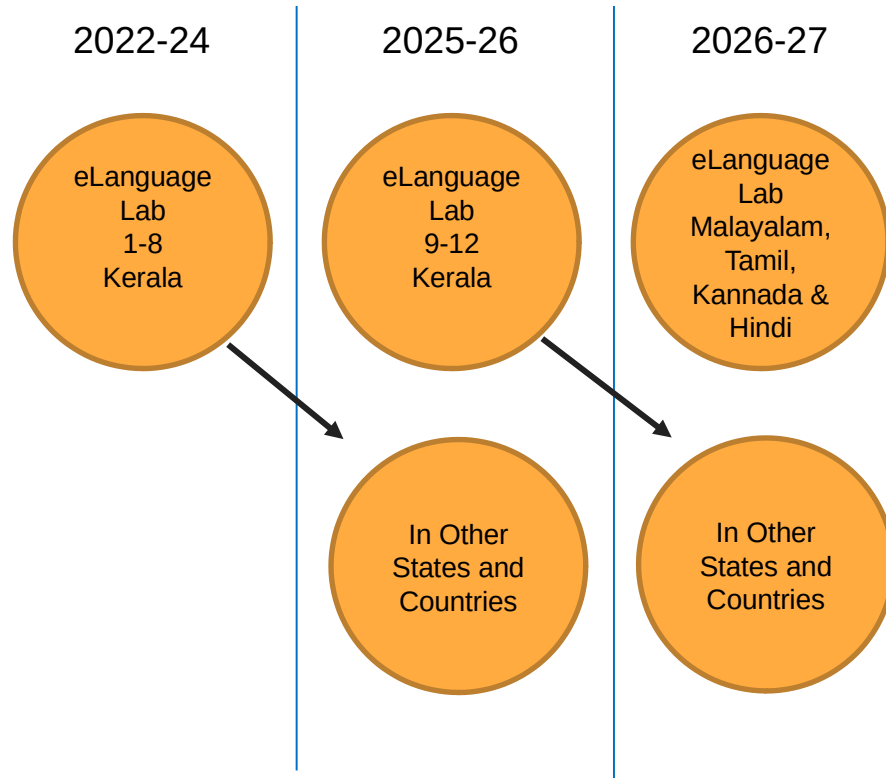 2022-24
2025-26
2026-27
eLanguage
Lab
1-8
Kerala
eLanguage
Lab
9-12
Kerala
eLanguage
Lab
Malayalam,
Tamil,
Kannada &
Hindi
In Other
States and
Countries
In Other
States and
Countries